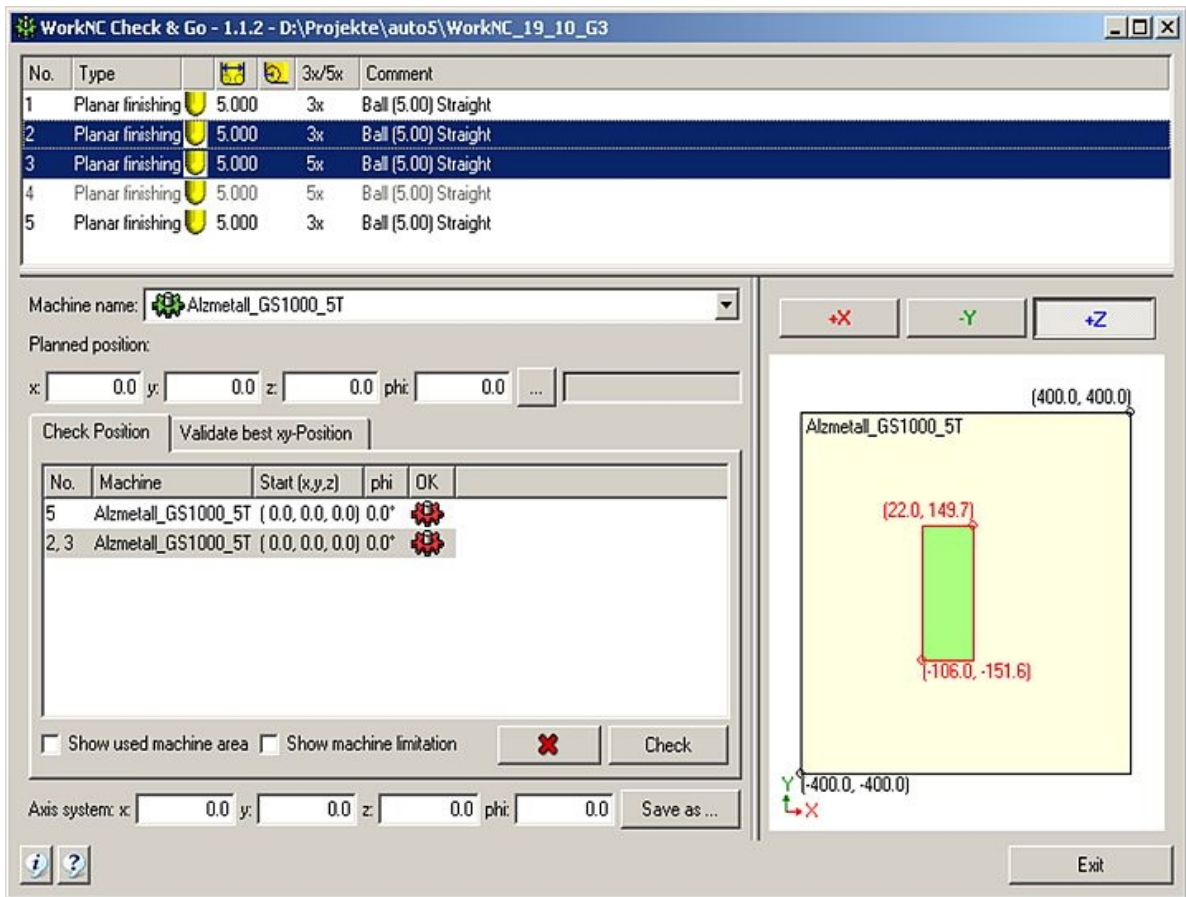 WorkNC Check & Go - 1.1.2 - D:\Projekte\auto5\WorkNC_19_10_G3
No. Type 3x/5x Comment
1 Planar finishing 5.000 3x Ball (5.00) Straight
2 Planar finishing 5.000 3x Ball (5.00) Straight
3 Planar finishing 5.000 5x Ball (5.00) Straight
4 Planar finishing 5.000 5x Ball (5.00) Straight
5 Planar finishing 5.000 3x Ball (5.00) Straight
Machine name: Alzmetall_GS1000_5T
Planned position:
x: 0.0 y: 0.0 z: 0.0 phi: 0.0 ...
Check Position Validate best xy-Position
No. Machine Start (x,y,z) phi OK
5 Alzmetall_GS1000_5T ( 0.0, 0.0, 0.0) 0.0°
2, 3 Alzmetall_GS1000_5T ( 0.0, 0.0, 0.0) 0.0°
Show used machine area Show machine limitation Check
Axis system: x: 0.0 y: 0.0 z: 0.0 phi: 0.0 Save as ...
+X -Y +Z
(400.0, 400.0)
Alzmetall_GS1000_5T
(22.0, 149.7)
(-106.0, -151.6)
(-400.0, -400.0)
Y
X
i ? Exit